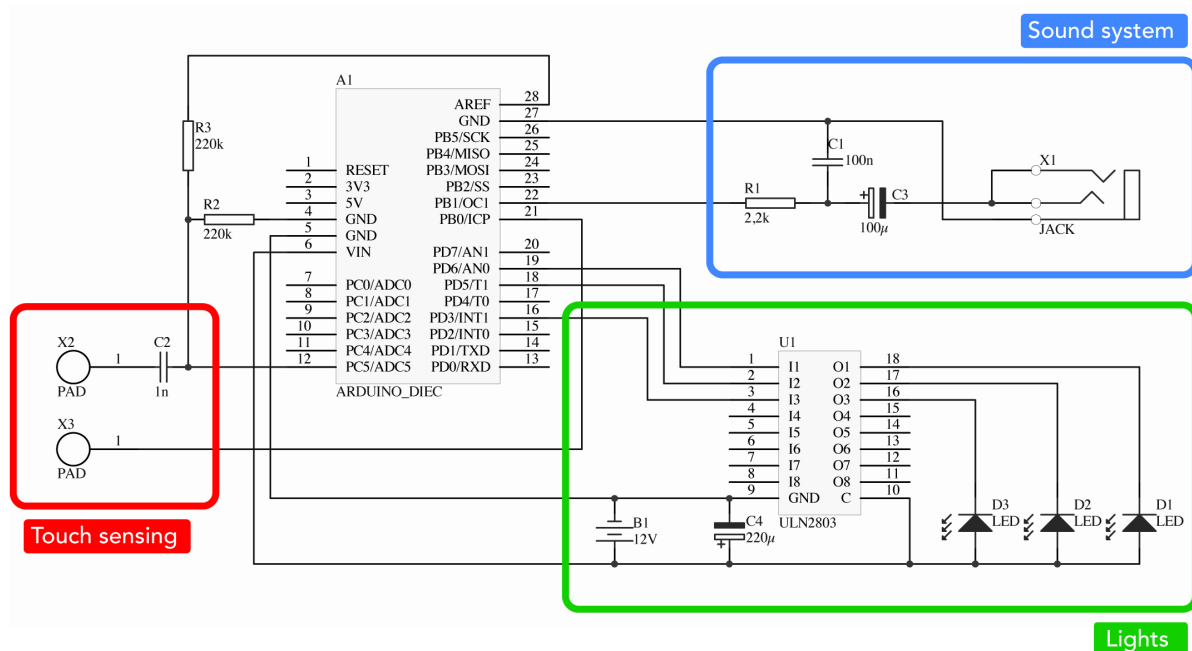 Sound system
A1
R3
220k
R2
220k
1 RESET
2 3V3
3 5V
4 GND
5 GND
6 VIN
7 PC0/ADC0
8 PC1/ADC1
9 PC2/ADC2
10 PC3/ADC3
11 PC4/ADC4
12 PC5/ADC5
AREF 28
GND 27
PB5/SCK 26
PB4/MISO 25
PB3/MOSI 24
PB2/SS 23
PB1/OC1 22
PB0/ICP 21
PD7/AN1 20
PD6/AN0 19
PD5/T1 18
PD4/T0 17
PD3/INT1 16
PD2/INT0 15
PD1/TXD 14
PD0/RXD 13
ARDUINO_DIEC
C1
100n
R1
2,2k
+
C3
100µ
X1
JACK
X2
1
PAD
C2
1n
X3
1
PAD
Touch sensing
U1
1 I1
2 I2
3 I3
4 I4
5 I5
6 I6
7 I7
8 I8
9 GND
O1 18
O2 17
O3 16
O4 15
O5 14
O6 13
O7 12
O8 11
C 10
ULN2803
B1
12V
C4
220µ
+
D3
LED
D2
LED
D1
LED
Lights